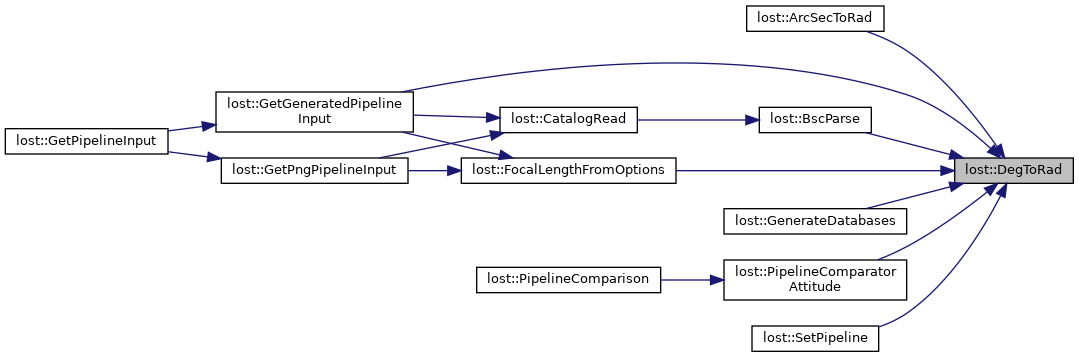 lost::ArcSecToRad
lost::GetGeneratedPipeline
Input
lost::CatalogRead
lost::BscParse
lost::GetPipelineInput
lost::GetPngPipelineInput
lost::FocalLengthFromOptions
lost::DegToRad
lost::GenerateDatabases
lost::PipelineComparator
Attitude
lost::PipelineComparison
lost::SetPipeline